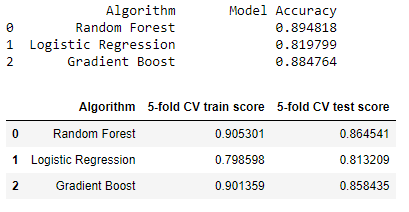 Algorithm Model Accuracy
0 Random Forest 0.894818
1 Logistic Regression 0.819799
2 Gradient Boost 0.884764
Algorithm 5-fold CV train score 5-fold CV test score
0 Random Forest 0.905301 0.864541
1 Logistic Regression 0.798598 0.813209
2 Gradient Boost 0.901359 0.858435